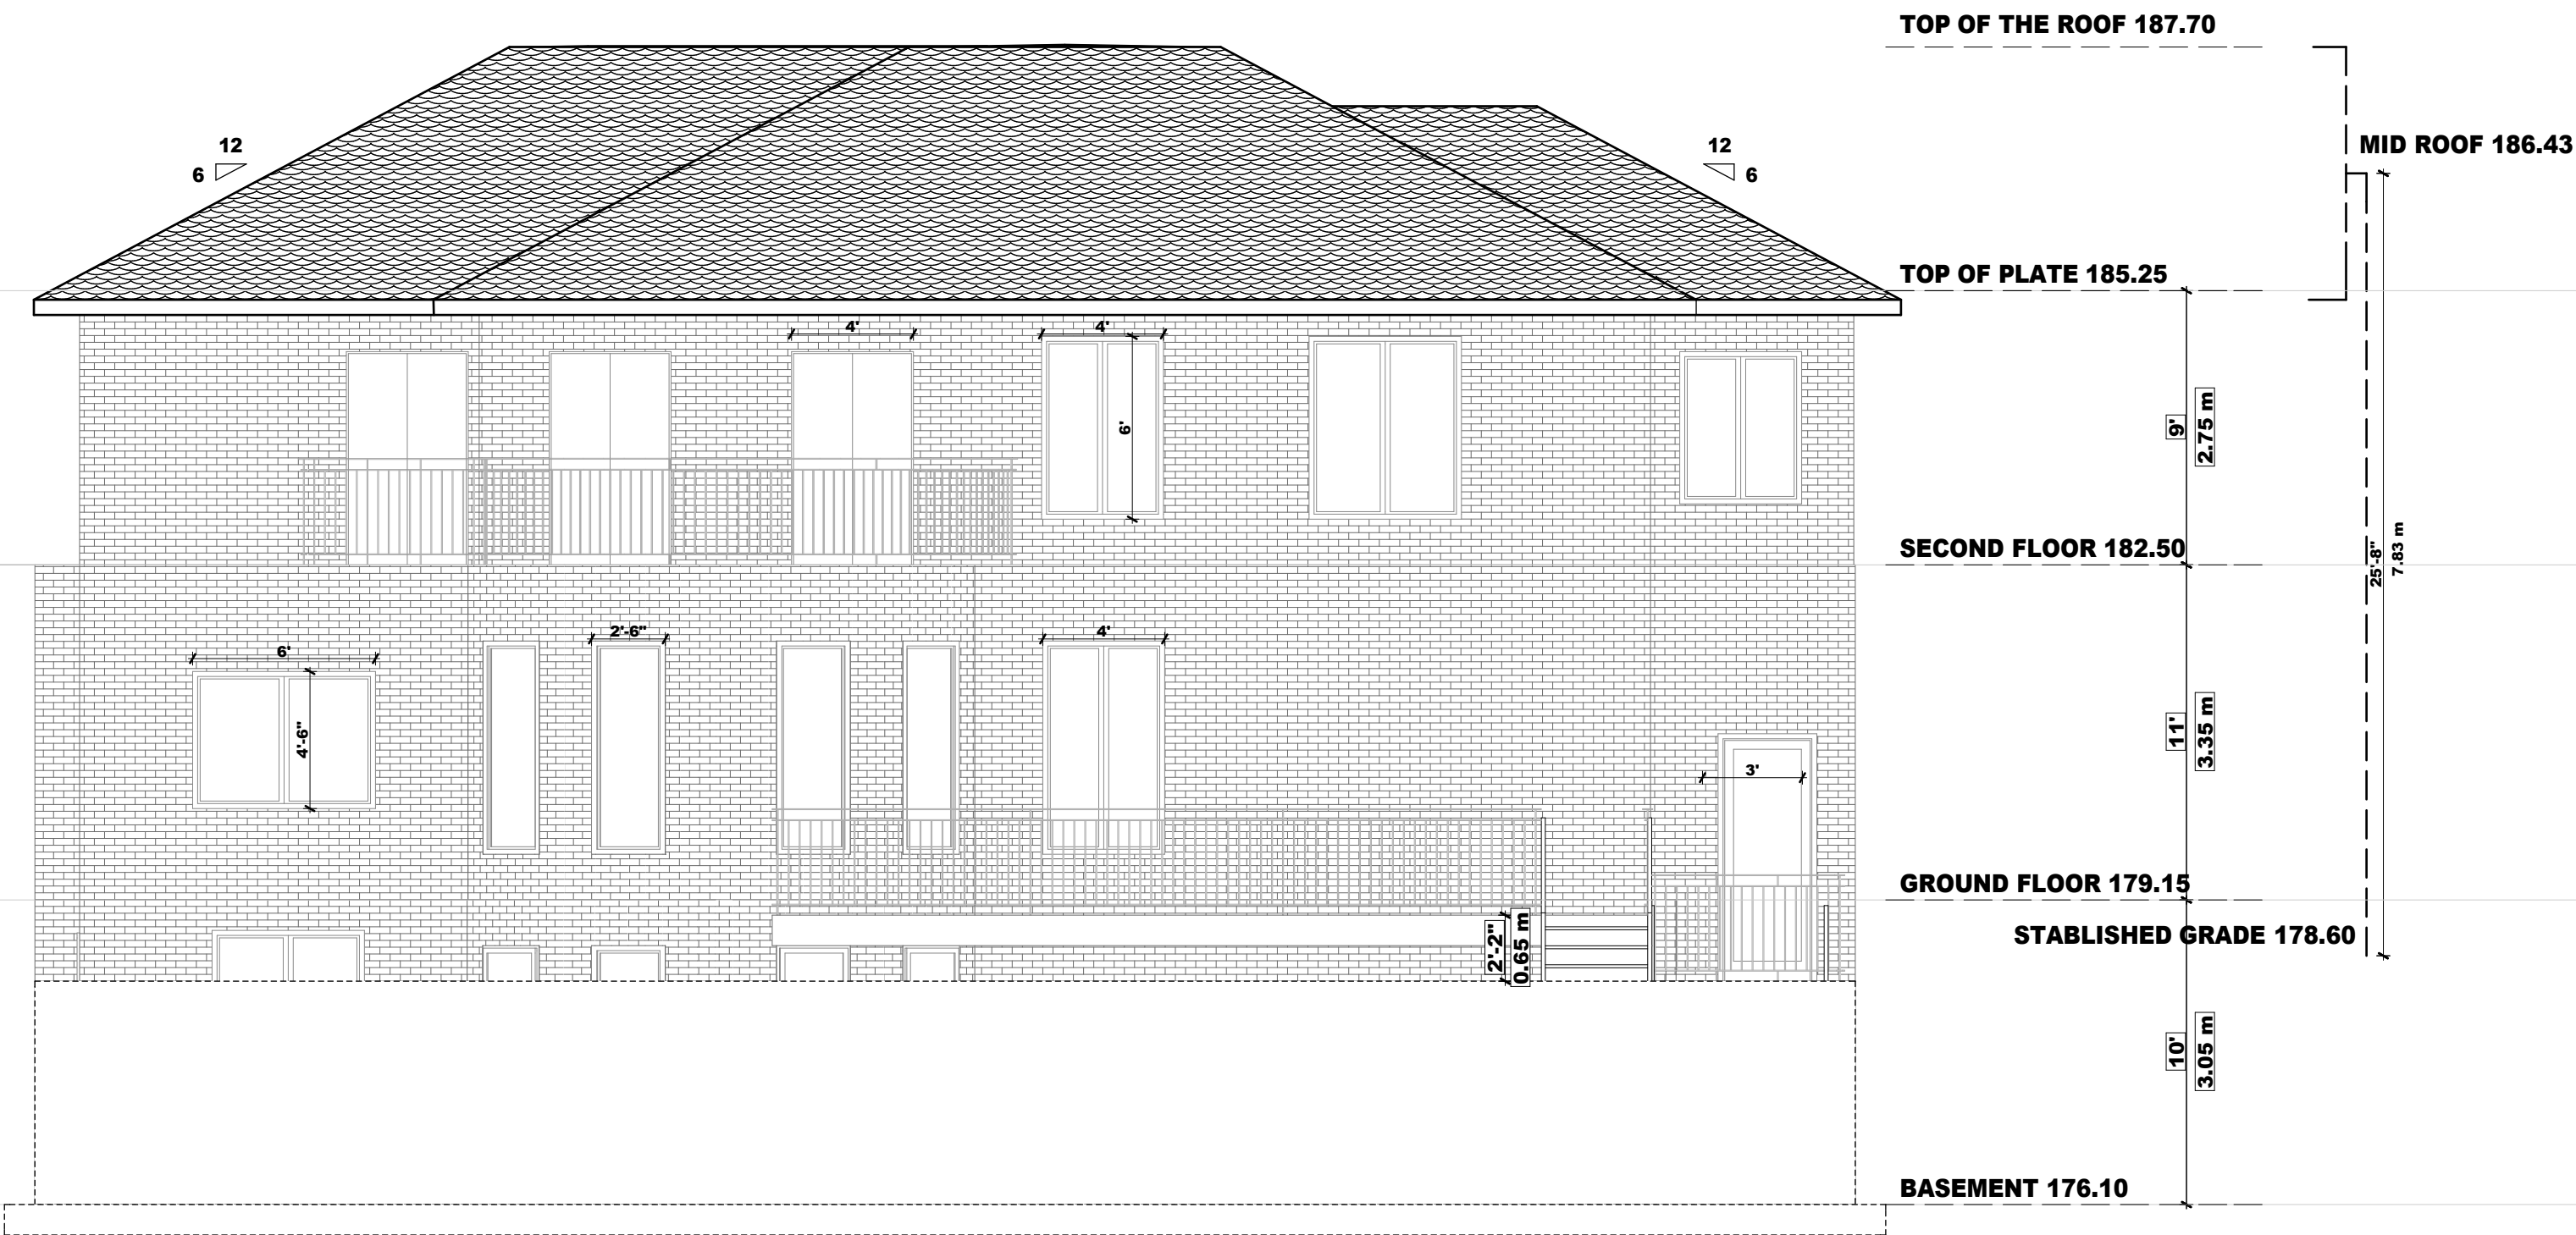 TOP OF THE ROOF 187.70
12
6
12
6
MID ROOF 186.43
TOP OF PLATE 185.25
4'
4'
6'
9'
2.75 m
SECOND FLOOR 182.50
25'-8"
7.83 m
6'
4'-6"
2'-6"
4'
3'
11'
3.35 m
GROUND FLOOR 179.15
STABLISHED GRADE 178.60
2'-2"
0.65 m
10'
3.05 m
BASEMENT 176.10